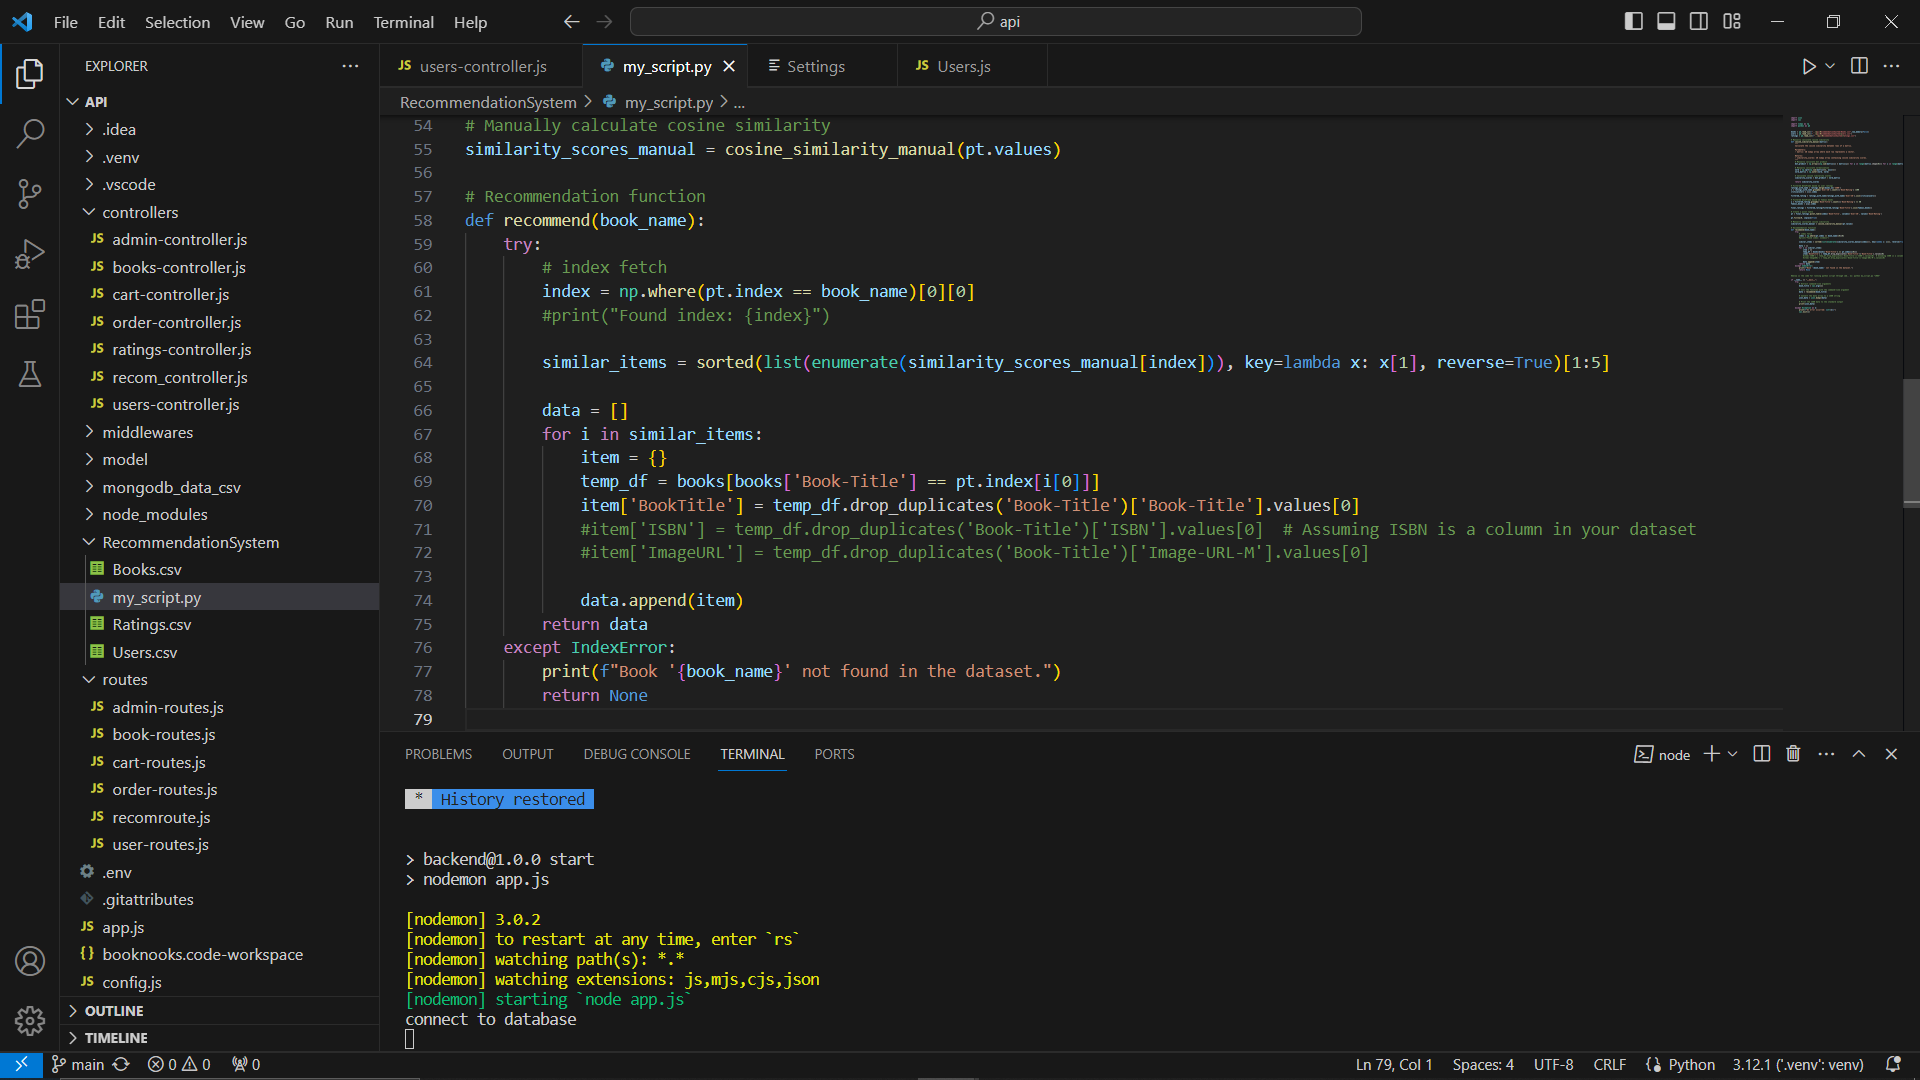 File Edit Selection View Go Run Terminal Help
api
EXPLORER
API
.idea
.venv
.vscode
controllers
JS admin-controller.js
JS books-controller.js
JS cart-controller.js
JS order-controller.js
JS ratings-controller.js
JS recom_controller.js
JS users-controller.js
middlewares
model
mongodb_data_csv
node_modules
RecommendationSystem
Books.csv
my_script.py
Ratings.csv
Users.csv
routes
JS admin-routes.js
JS book-routes.js
JS cart-routes.js
JS order-routes.js
JS recomroute.js
JS user-routes.js
.env
.gitattributes
JS app.js
{} booknooks.code-workspace
JS config.js
OUTLINE
TIMELINE
JS users-controller.js my_script.py Settings JS Users.js
RecommendationSystem > my_script.py > ...
54 # Manually calculate cosine similarity
55 similarity_scores_manual = cosine_similarity_manual(pt.values)
56
57 # Recommendation function
58 def recommend(book_name):
59 try:
60 # index fetch
61 index = np.where(pt.index == book_name)[0][0]
62 #print("Found index: {index}")
63
64 similar_items = sorted(list(enumerate(similarity_scores_manual[index])), key=lambda x: x[1], reverse=True)[1:5]
65
66 data = []
67 for i in similar_items:
68 item = {}
69 temp_df = books[books['Book-Title'] == pt.index[i[0]]]
70 item['BookTitle'] = temp_df.drop_duplicates('Book-Title')['Book-Title'].values[0]
71 #item['ISBN'] = temp_df.drop_duplicates('Book-Title')['ISBN'].values[0]  # Assuming ISBN is a column in your dataset
72 #item['ImageURL'] = temp_df.drop_duplicates('Book-Title')['Image-URL-M'].values[0]
73
74 data.append(item)
75 return data
76 except IndexError:
77 print(f"Book '{book_name}' not found in the dataset.")
78 return None
79
PROBLEMS OUTPUT DEBUG CONSOLE TERMINAL PORTS
node
* History restored
> backend@1.0.0 start
> nodemon app.js
[nodemon] 3.0.2
[nodemon] to restart at any time, enter `rs`
[nodemon] watching path(s): *.*
[nodemon] watching extensions: js,mjs,cjs,json
[nodemon] starting `node app.js`
connect to database
main 0 0 0 Ln 79, Col 1 Spaces: 4 UTF-8 CRLF Python 3.12.1 ('.venv': venv)